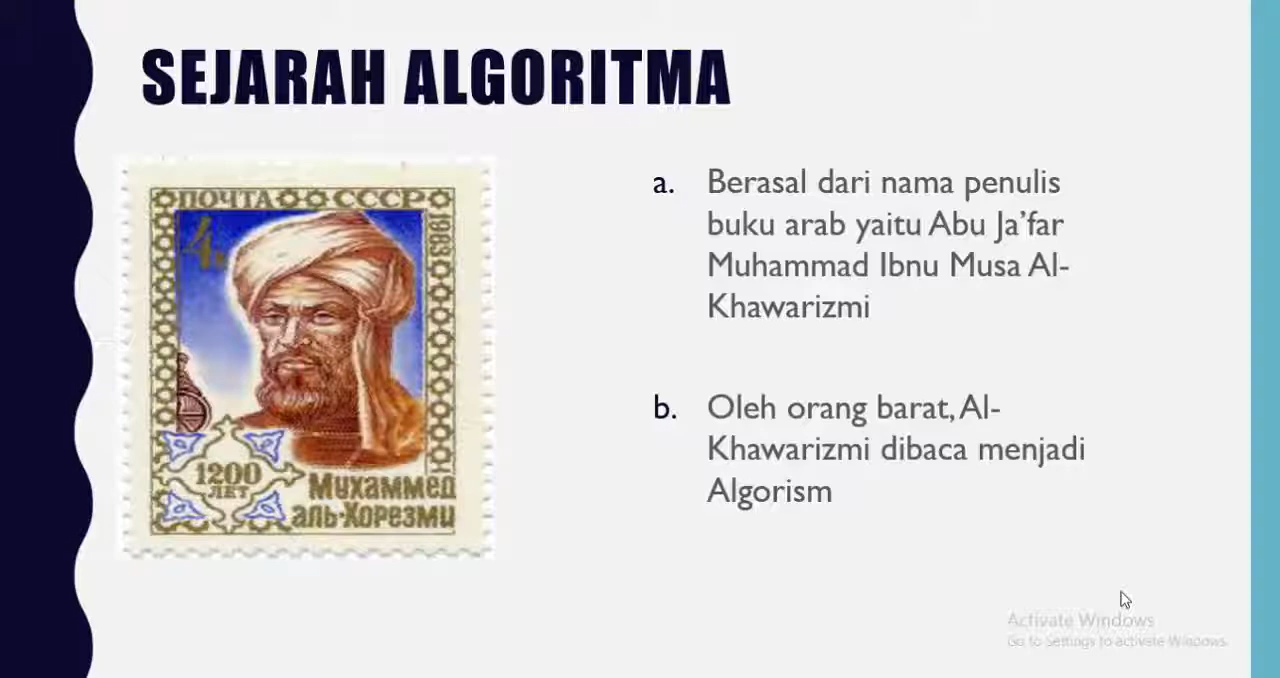 SEJARAH ALGORITMA
ПОЧТА СССР
1983
4к
1200
ЛЕТ
Мухаммед
аль·Хорезми
a. Berasal dari nama penulis
buku arab yaitu Abu Ja’far
Muhammad Ibnu Musa Al-
Khawarizmi
b. Oleh orang barat, Al-
Khawarizmi dibaca menjadi
Algorism
Activate Windows
Go to Settings to activate Windows.